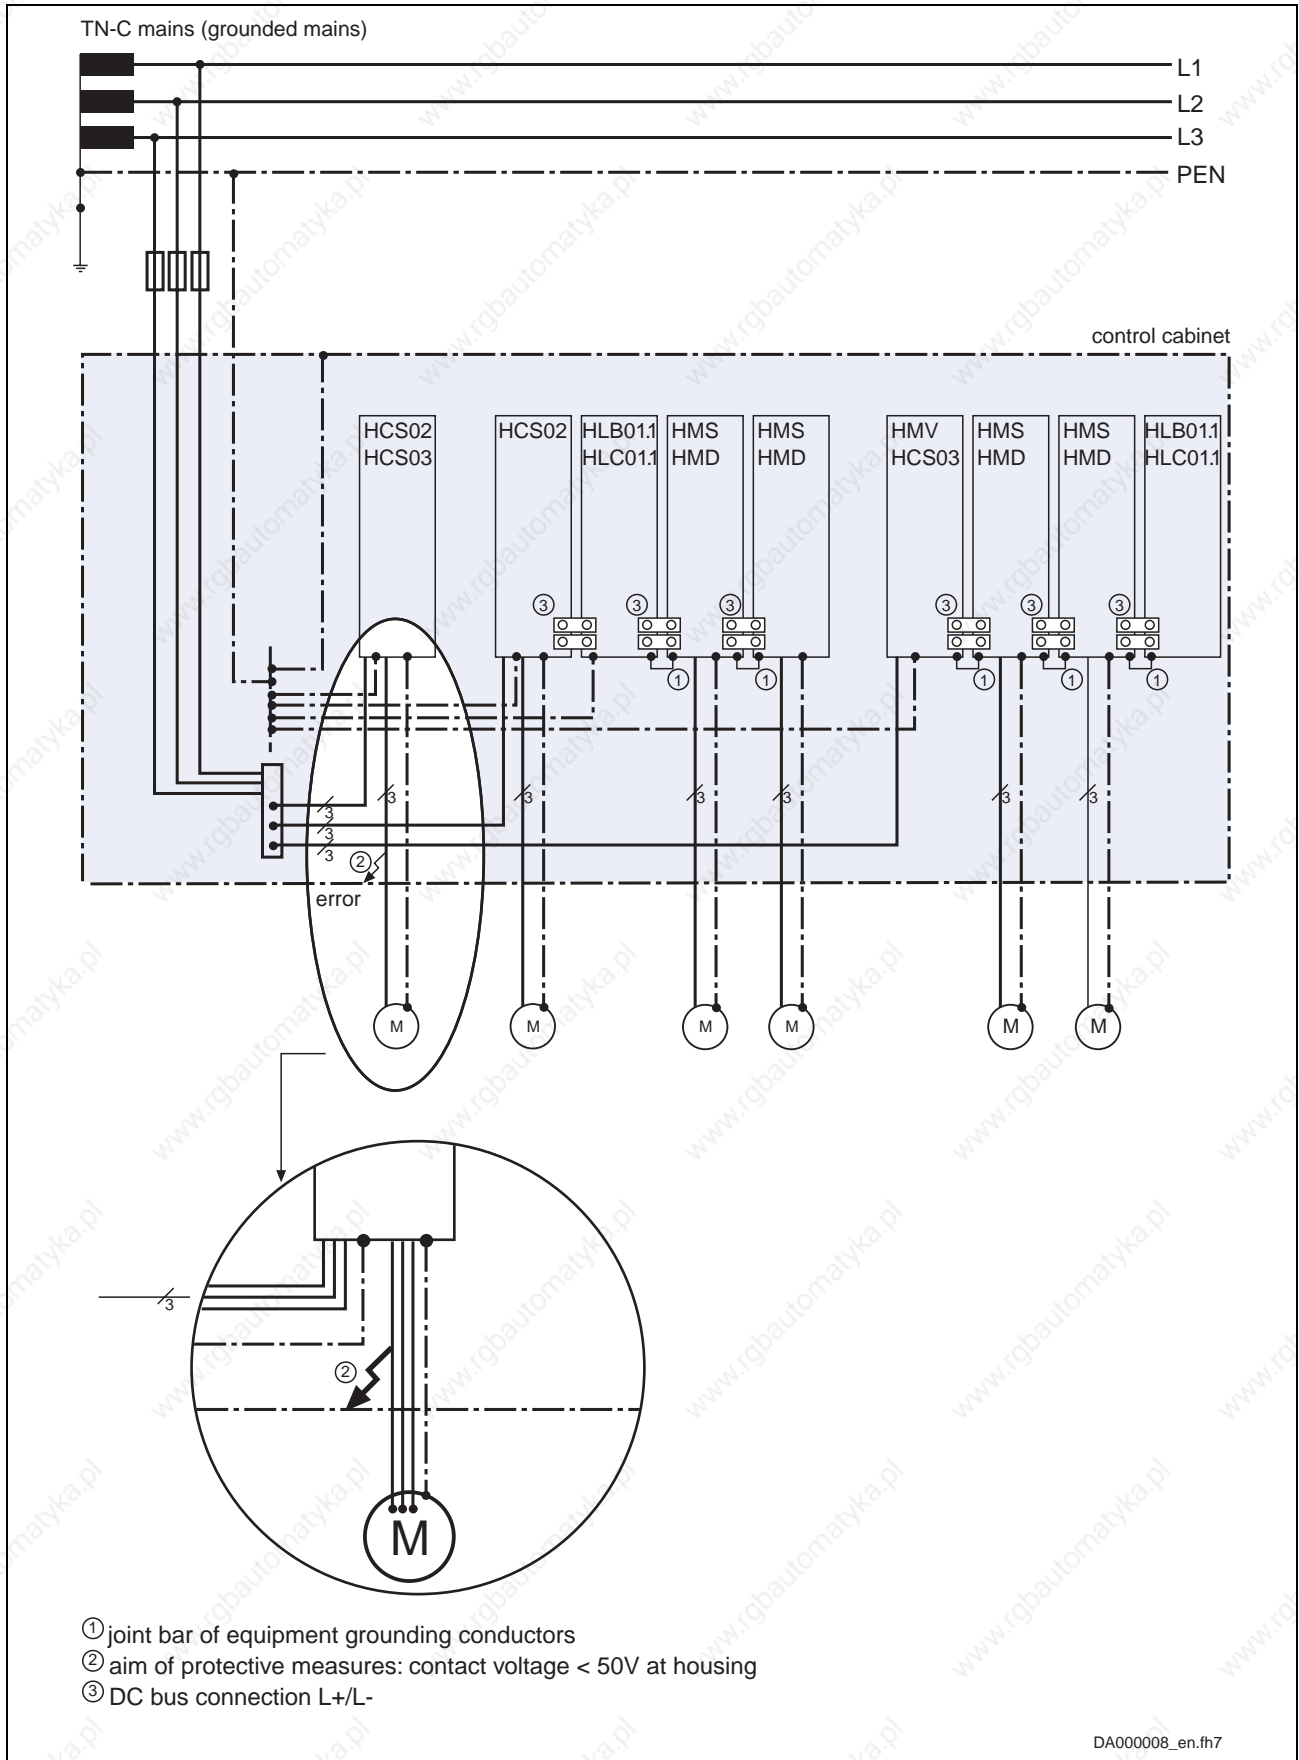 TN-C mains (grounded mains)
L1
L2
L3
PEN
control cabinet
HCS02
HCS03
HCS02
HLB01.1
HLC01.1
HMS
HMD
HMS
HMD
HMV
HCS03
HMS
HMD
HMS
HMD
HLB01.1
HLC01.1
3
3
3
3
3
3
1
1
1
1
1
3
3
3
3
3
3
3
3
3
2
error
M
M
M
M
M
M
3
2
M
1 joint bar of equipment grounding conductors
2 aim of protective measures: contact voltage < 50V at housing
3 DC bus connection L+/L-
DA000008_en.fh7
www.rgbautomatyka.pl